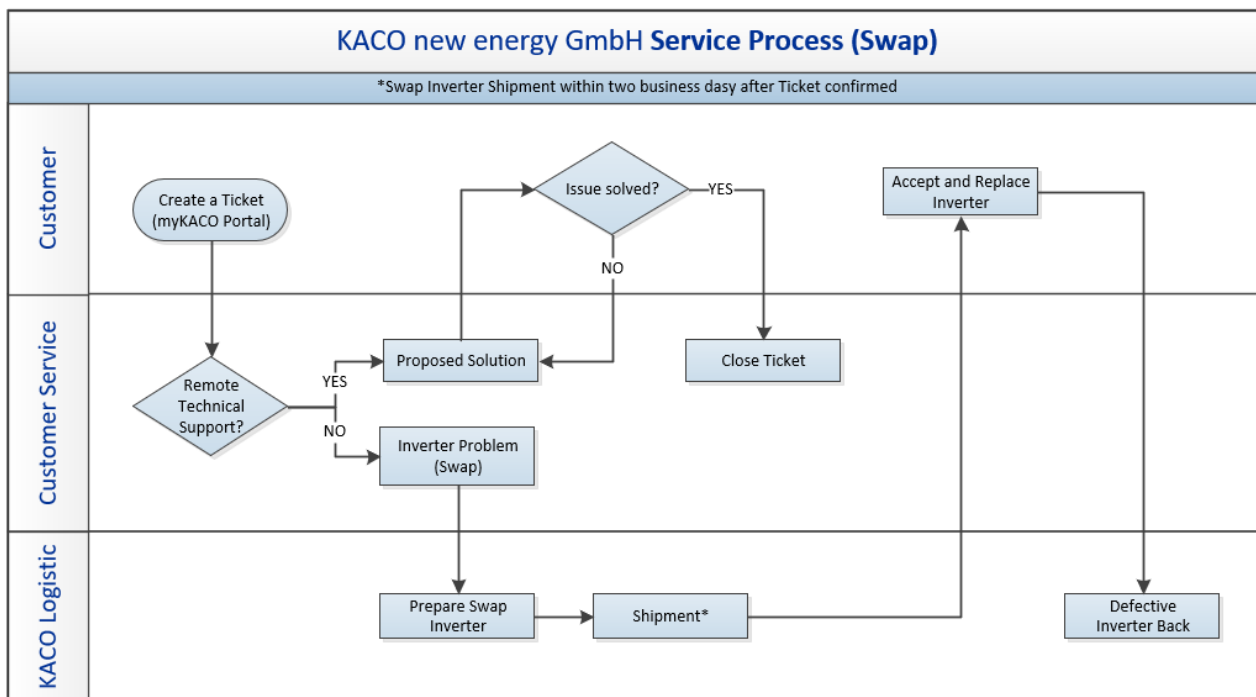 KACO new energy GmbH Service Process (Swap)
*Swap Inverter Shipment within two business dasy after Ticket confirmed
Customer
Create a Ticket
(myKACO Portal)
Issue solved?
YES
NO
Accept and Replace
Inverter
Customer Service
Remote
Technical
Support?
YES
NO
Proposed Solution
Close Ticket
Inverter Problem
(Swap)
KACO Logistic
Prepare Swap
Inverter
Shipment*
Defective
Inverter Back